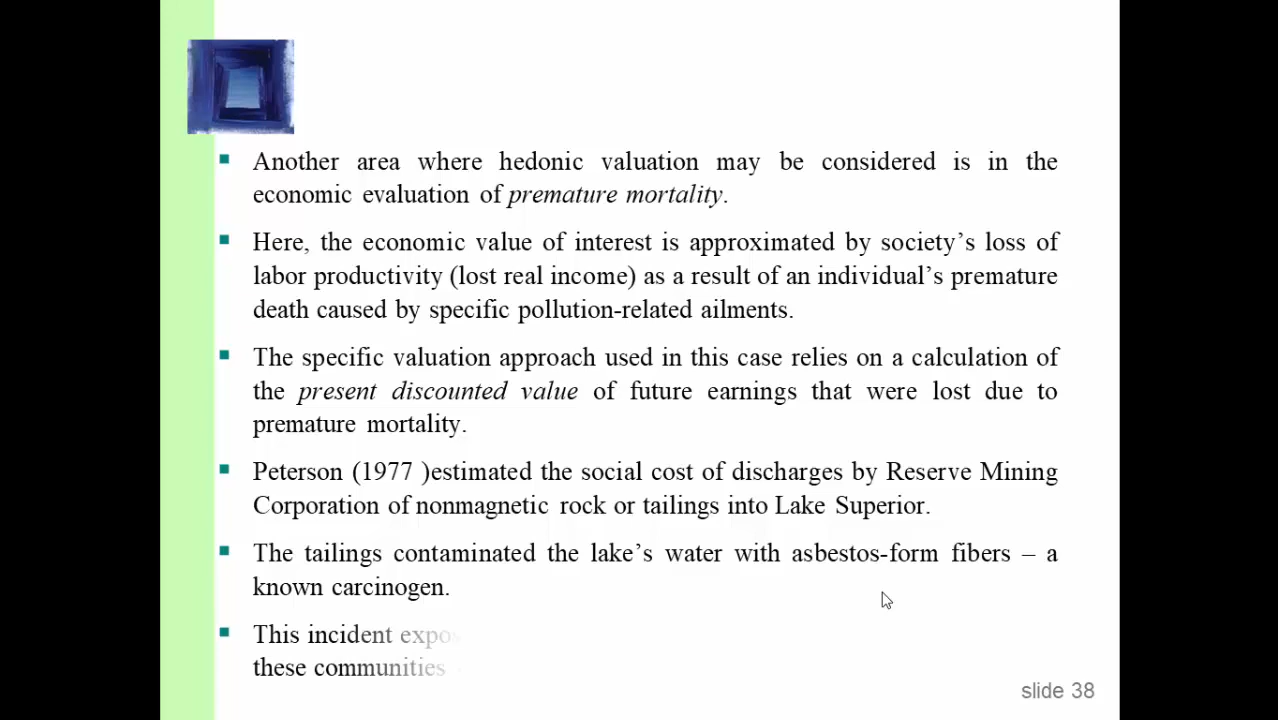 Another area where hedonic valuation may be considered is in the
economic evaluation of premature mortality.
Here, the economic value of interest is approximated by society’s loss of
labor productivity (lost real income) as a result of an individual’s premature
death caused by specific pollution-related ailments.
The specific valuation approach used in this case relies on a calculation of
the present discounted value of future earnings that were lost due to
premature mortality.
Peterson (1977 )estimated the social cost of discharges by Reserve Mining
Corporation of nonmagnetic rock or tailings into Lake Superior.
The tailings contaminated the lake’s water with asbestos-form fibers – a
known carcinogen.
This incident
these communities
slide 38